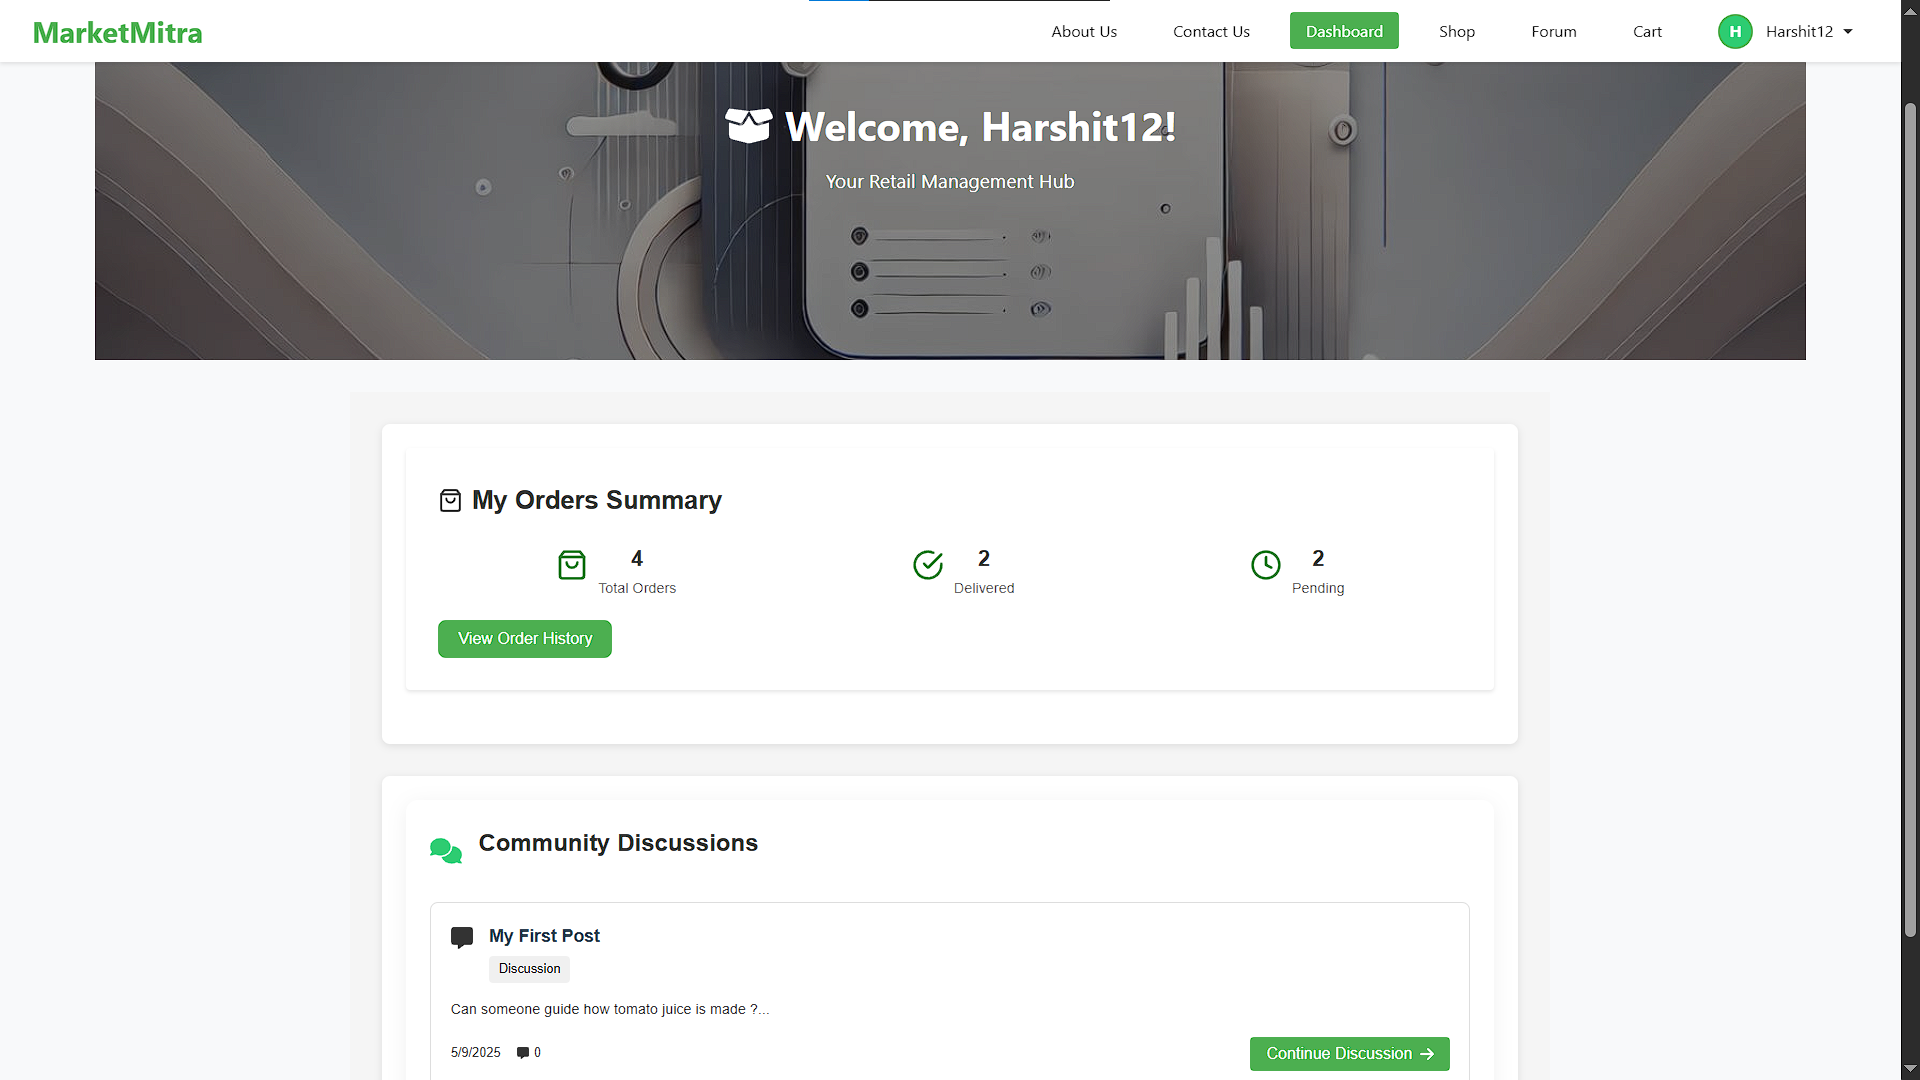 MarketMitra
About Us
Contact Us
Dashboard
Shop
Forum
Cart
H
Harshit12
Welcome, Harshit12!
Your Retail Management Hub
My Orders Summary
4
Total Orders
2
Delivered
2
Pending
View Order History
Community Discussions
My First Post
Discussion
Can someone guide how tomato juice is made ?...
5/9/2025
0
Continue Discussion